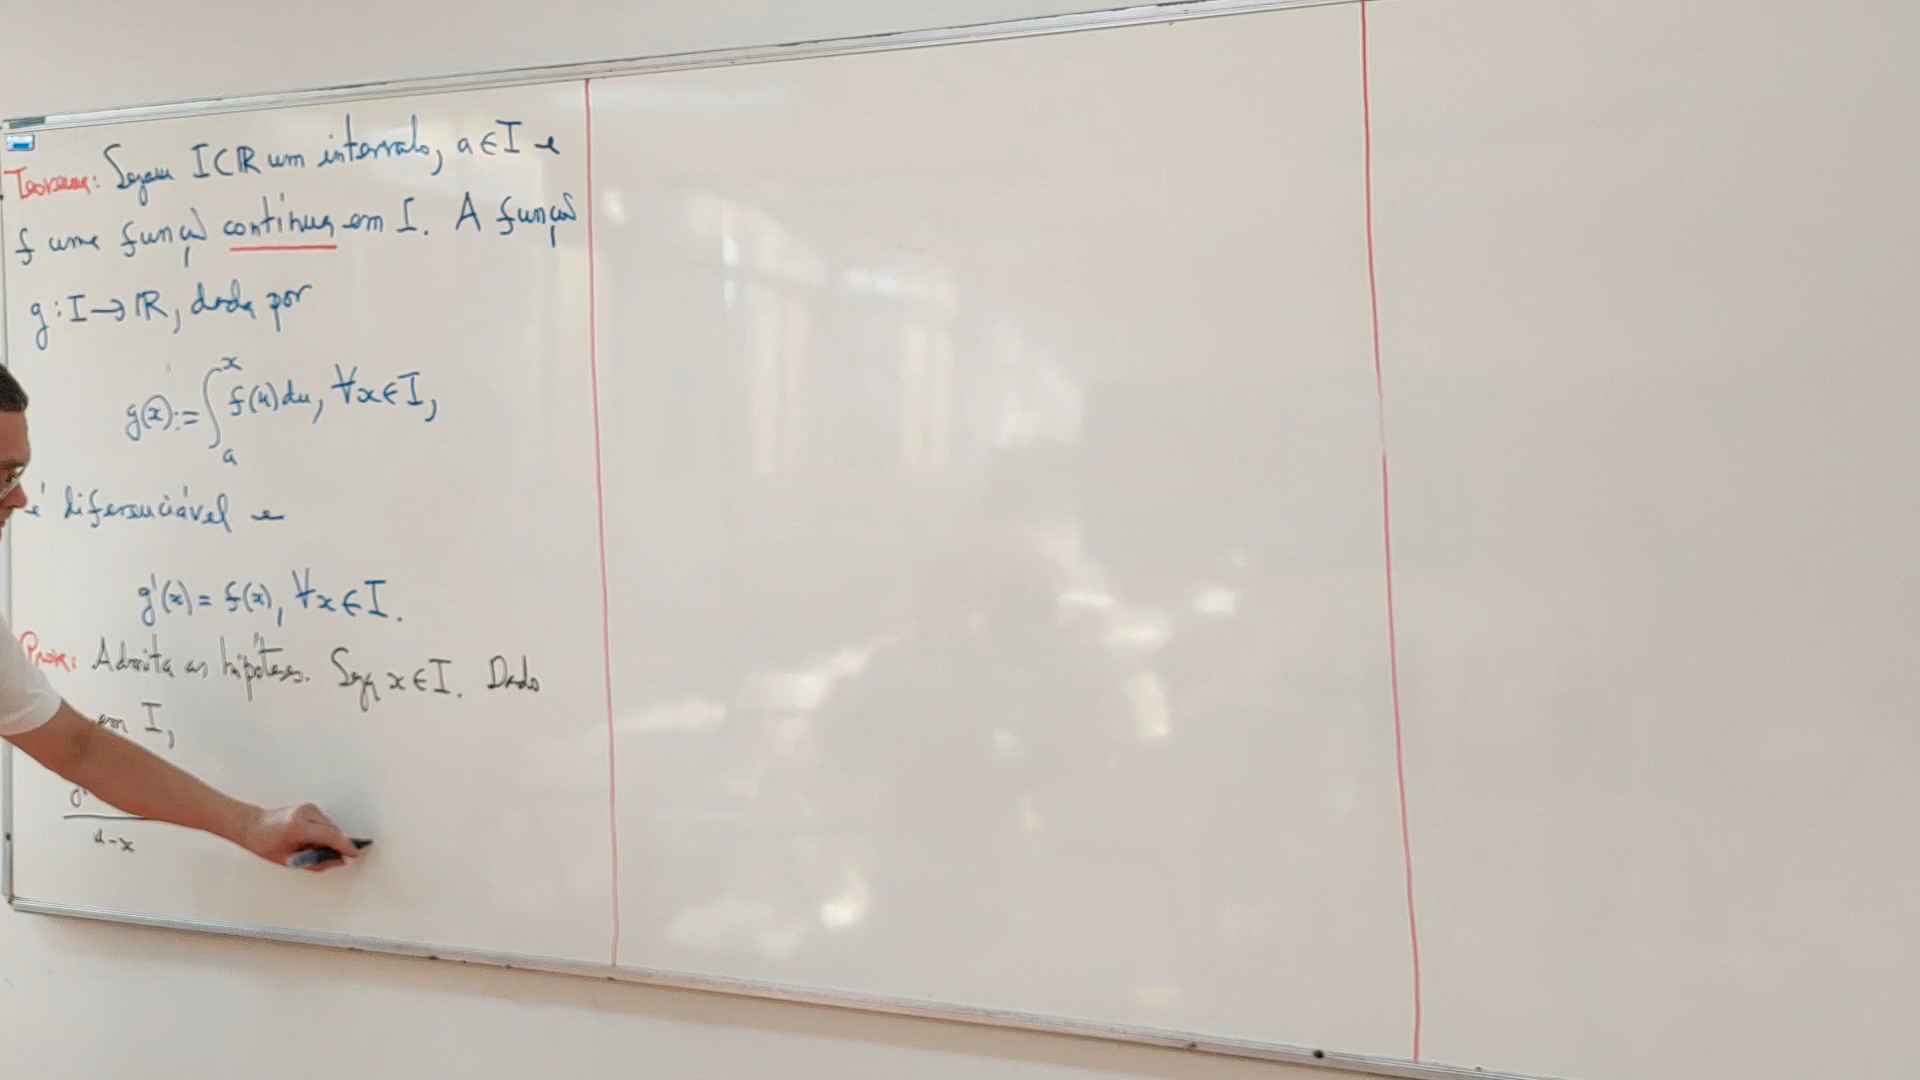 Teorema: Sejam I⊂ℝ um intervalo, a∈I e
f uma função contínua em I. A função
g:I→ℝ, dada por
g(x):=∫ₐˣ f(u)du, ∀x∈I,
é diferenciável e
g'(x)=f(x), ∀x∈I.
Prova: Admita as hipóteses. Seja x∈I. Dado
em I,
u-x